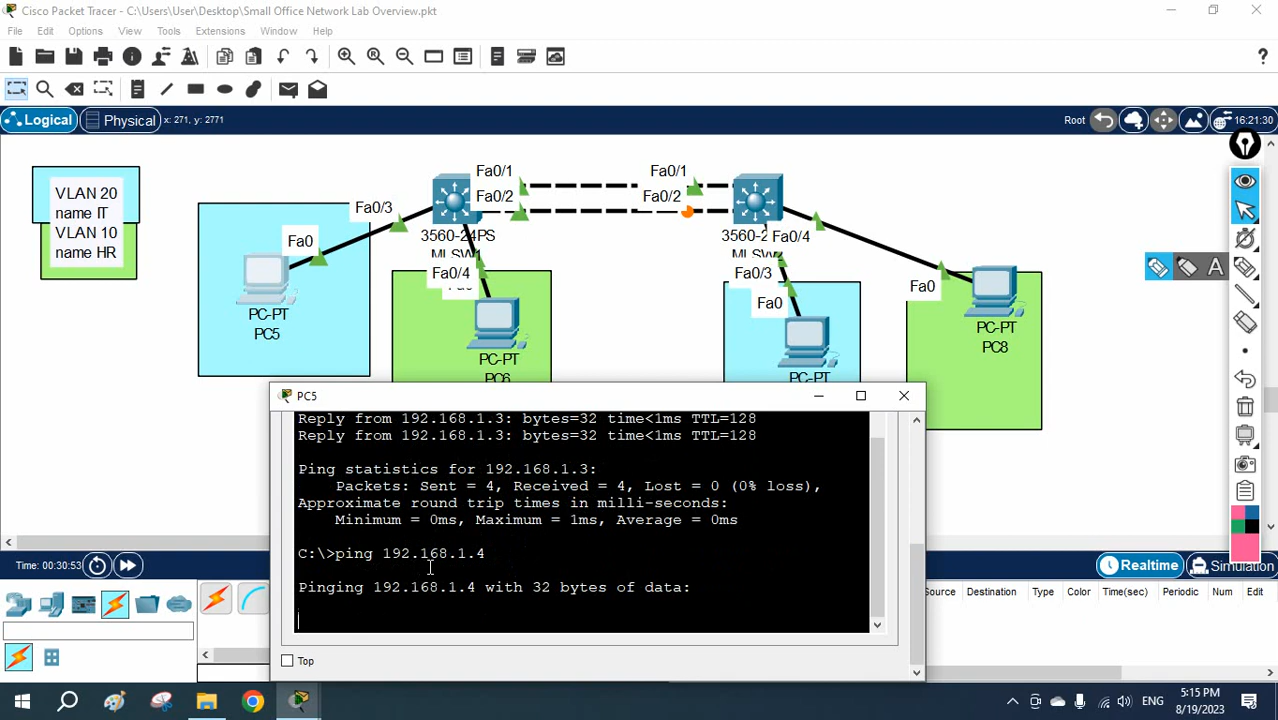 Cisco Packet Tracer - C:\Users\User\Desktop\Small Office Network Lab Overview.pkt
File Edit Options View Tools Extensions Window Help
Logical Physical x: 271, y: 2771 Root 16:21:30
VLAN 20
name IT
VLAN 10
name HR
Fa0/1 Fa0/1
Fa0/2 Fa0/2
Fa0/3
Fa0
3560-24PS
MLSW1
Fa0/4
3560-2
MLSW2
Fa0/4
Fa0/3
Fa0
Fa0
PC-PT
PC5
PC-PT
PC6
PC-PT
PC-PT
PC8
A
PC5
Reply from 192.168.1.3: bytes=32 time<1ms TTL=128
Reply from 192.168.1.3: bytes=32 time<1ms TTL=128
Ping statistics for 192.168.1.3:
Packets: Sent = 4, Received = 4, Lost = 0 (0% loss),
Approximate round trip times in milli-seconds:
Minimum = 0ms, Maximum = 1ms, Average = 0ms
C:\>ping 192.168.1.4
Pinging 192.168.1.4 with 32 bytes of data:
Top
Time: 00:30:53 Realtime Simulation
Source Destination Type Color Time(sec) Periodic Num Edit
ENG
5:15 PM
8/19/2023